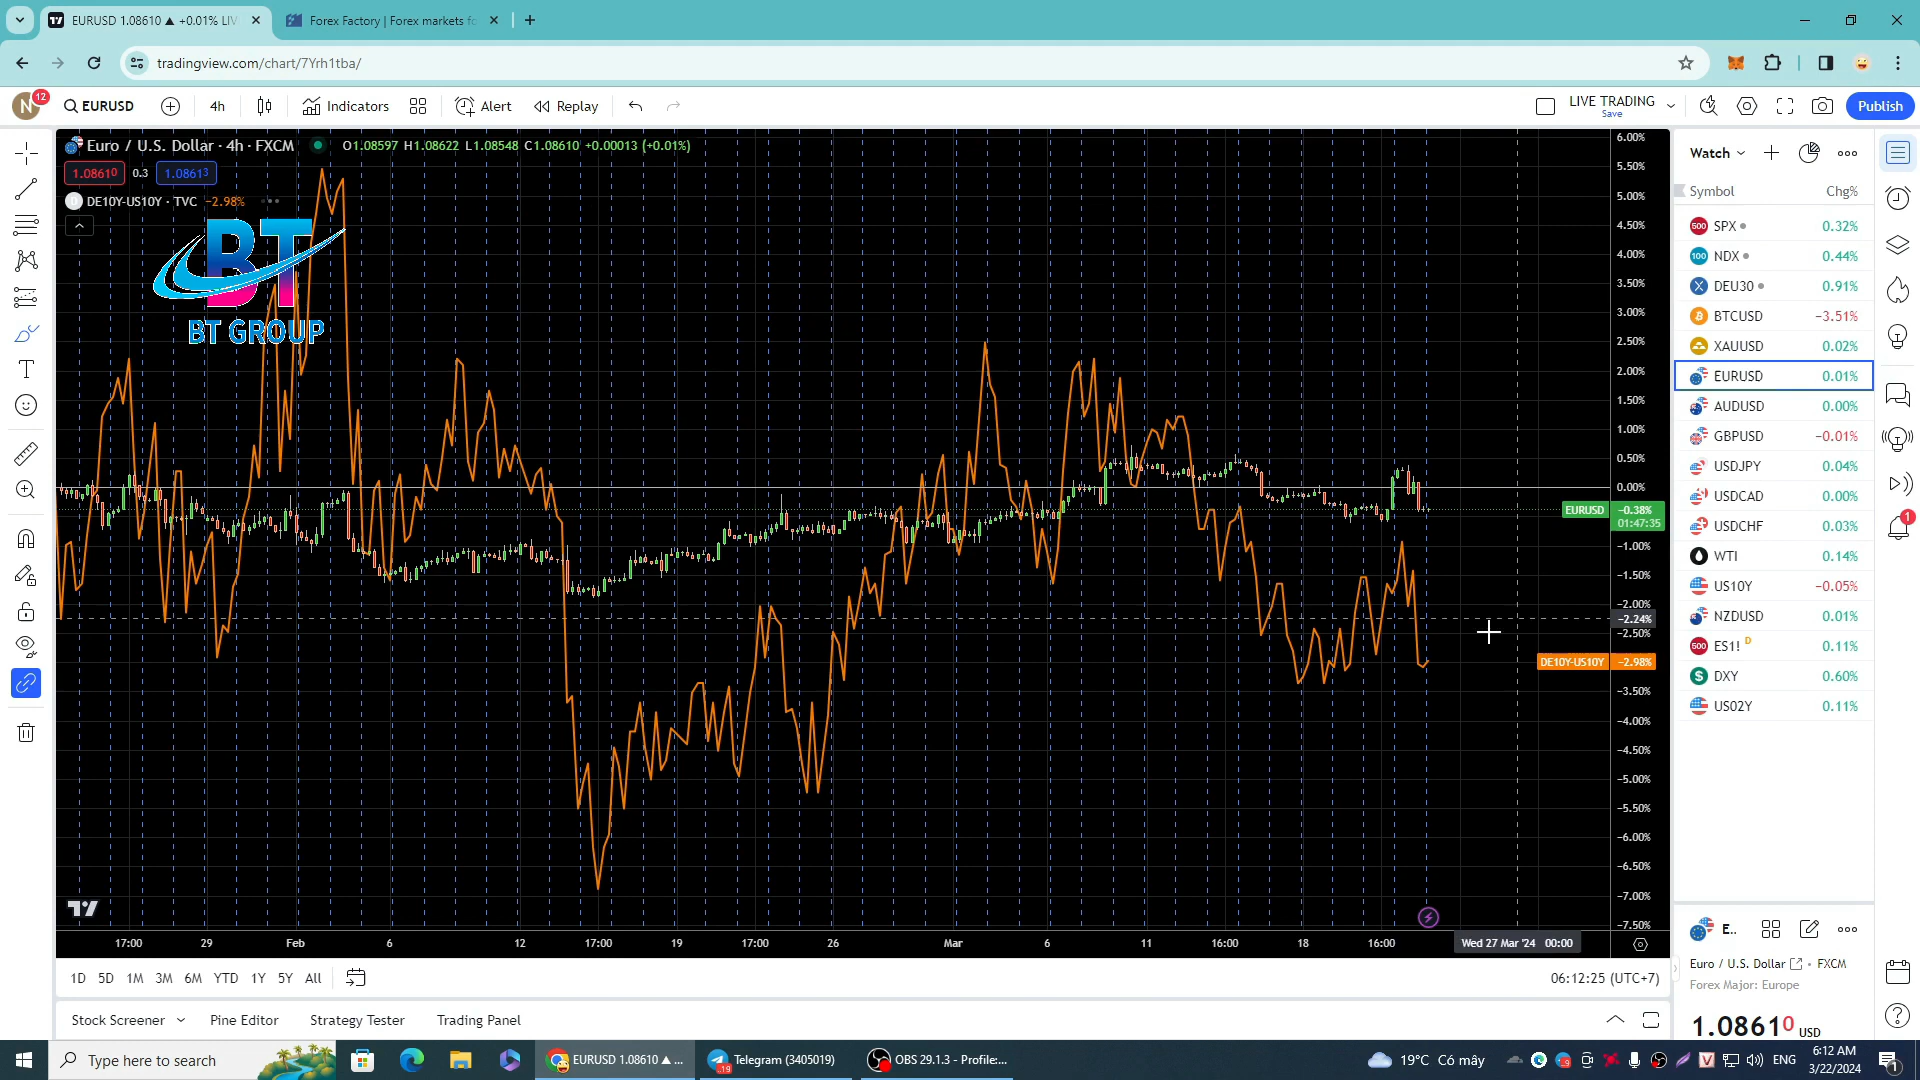 EURUSD 1.08610 ▲ +0.01% LIV
Forex Factory | Forex markets fo
tradingview.com/chart/7Yrh1tba/
N 12 EURUSD 4h Indicators Alert Replay LIVE TRADING Save Publish
Euro / U.S. Dollar · 4h · FXCM O1.08597 H1.08622 L1.08548 C1.08610 +0.00013 (+0.01%)
1.08610 0.3 1.08613
DE10Y-US10Y · TVC −2.98%
BT
BT GROUP
6.00%
5.50%
5.00%
4.50%
4.00%
3.50%
3.00%
2.50%
2.00%
1.50%
1.00%
0.50%
0.00%
EURUSD −0.38%
01:47:35
−1.00%
−1.50%
−2.00%
−2.24%
−2.50%
DE10Y-US10Y −2.98%
−3.50%
−4.00%
−4.50%
−5.00%
−5.50%
−6.00%
−6.50%
−7.00%
−7.50%
17:00 29 Feb 6 12 17:00 19 17:00 26 Mar 6 11 16:00 18 16:00 Wed 27 Mar '24 00:00
1D 5D 1M 3M 6M YTD 1Y 5Y All 06:12:25 (UTC+7)
Stock Screener Pine Editor Strategy Tester Trading Panel
Watch
Symbol Chg%
SPX 0.32%
NDX 0.44%
DEU30 0.91%
BTCUSD −3.51%
XAUUSD 0.02%
EURUSD 0.01%
AUDUSD 0.00%
GBPUSD −0.01%
USDJPY 0.04%
USDCAD 0.00%
USDCHF 0.03%
WTI 0.14%
US10Y −0.05%
NZDUSD 0.01%
ES1! D 0.11%
DXY 0.60%
US02Y 0.11%
E..
Euro / U.S. Dollar • FXCM
Forex Major: Europe
1.08610 USD
Type here to search
EURUSD 1.08610 ▲ ...
Telegram (3405019)
OBS 29.1.3 - Profile:...
19°C Có mây
ENG
6:12 AM
3/22/2024